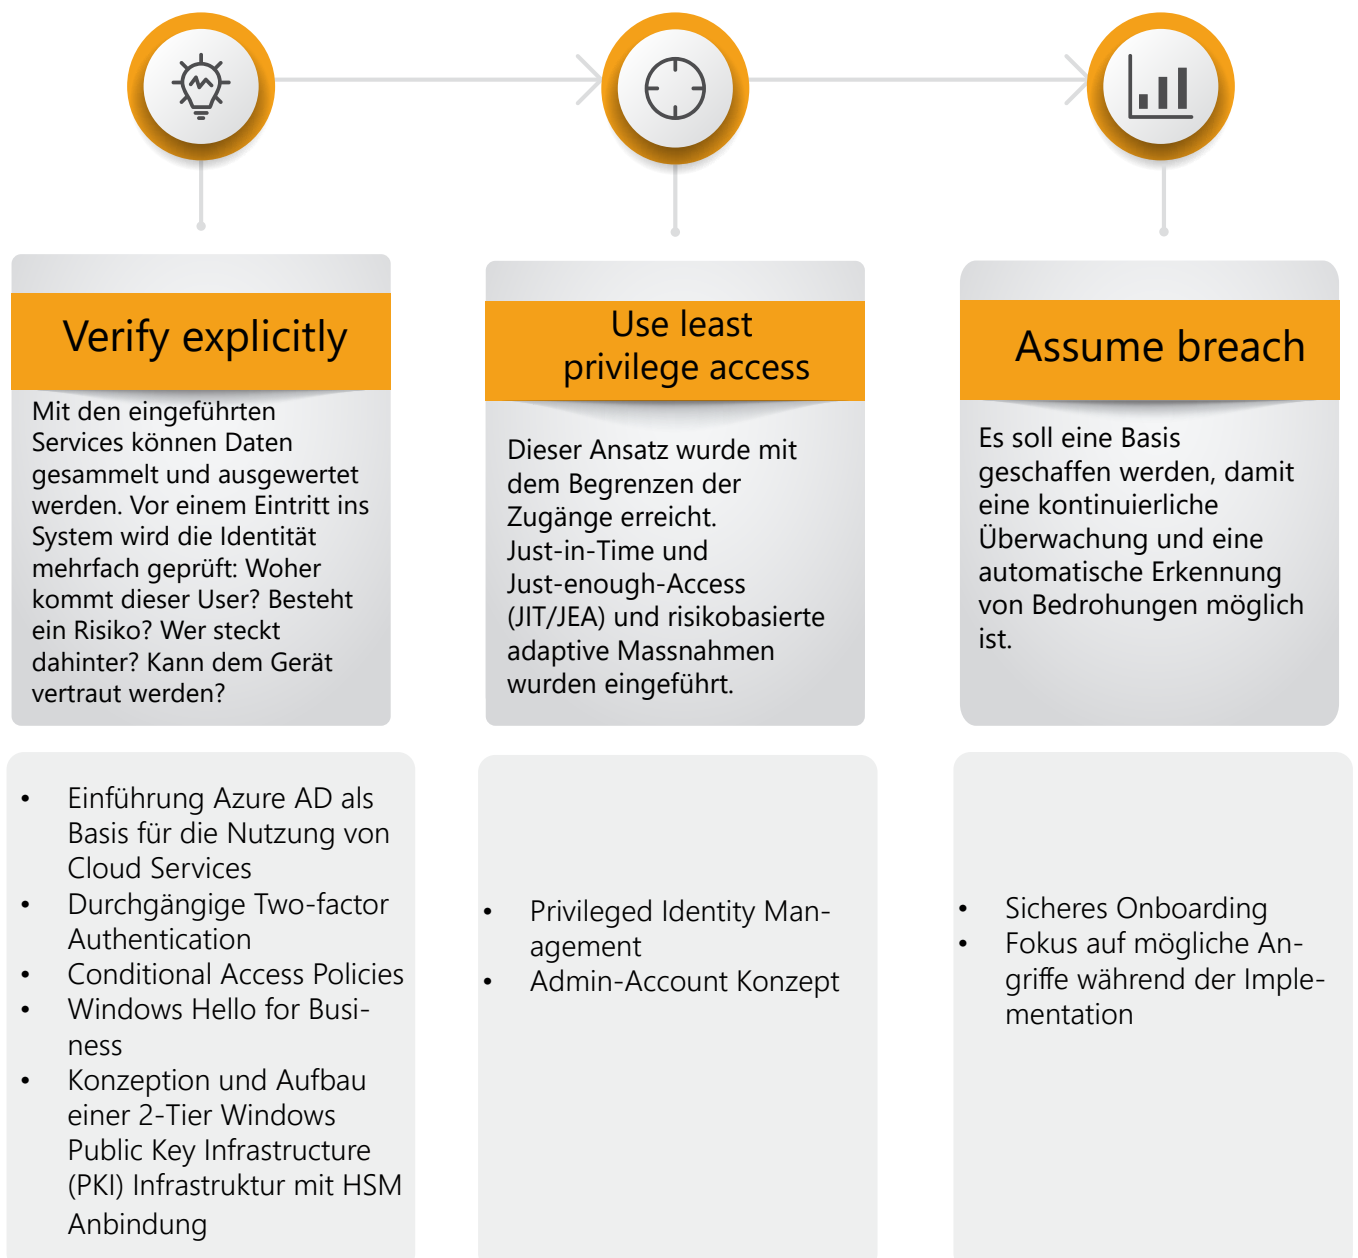 Verify explicitly
Mit den eingeführten
Services können Daten
gesammelt und ausgewertet
werden. Vor einem Eintritt ins
System wird die Identität
mehrfach geprüft: Woher
kommt dieser User? Besteht
ein Risiko? Wer steckt
dahinter? Kann dem Gerät
vertraut werden?
• Einführung Azure AD als
Basis für die Nutzung von
Cloud Services
• Durchgängige Two-factor
Authentication
• Conditional Access Policies
• Windows Hello for Busi-
ness
• Konzeption und Aufbau
einer 2-Tier Windows
Public Key Infrastructure
(PKI) Infrastruktur mit HSM
Anbindung
Use least
privilege access
Dieser Ansatz wurde mit
dem Begrenzen der
Zugänge erreicht.
Just-in-Time und
Just-enough-Access
(JIT/JEA) und risikobasierte
adaptive Massnahmen
wurden eingeführt.
• Privileged Identity Man-
agement
• Admin-Account Konzept
Assume breach
Es soll eine Basis
geschaffen werden, damit
eine kontinuierliche
Überwachung und eine
automatische Erkennung
von Bedrohungen möglich
ist.
• Sicheres Onboarding
• Fokus auf mögliche An-
griffe während der Imple-
mentation